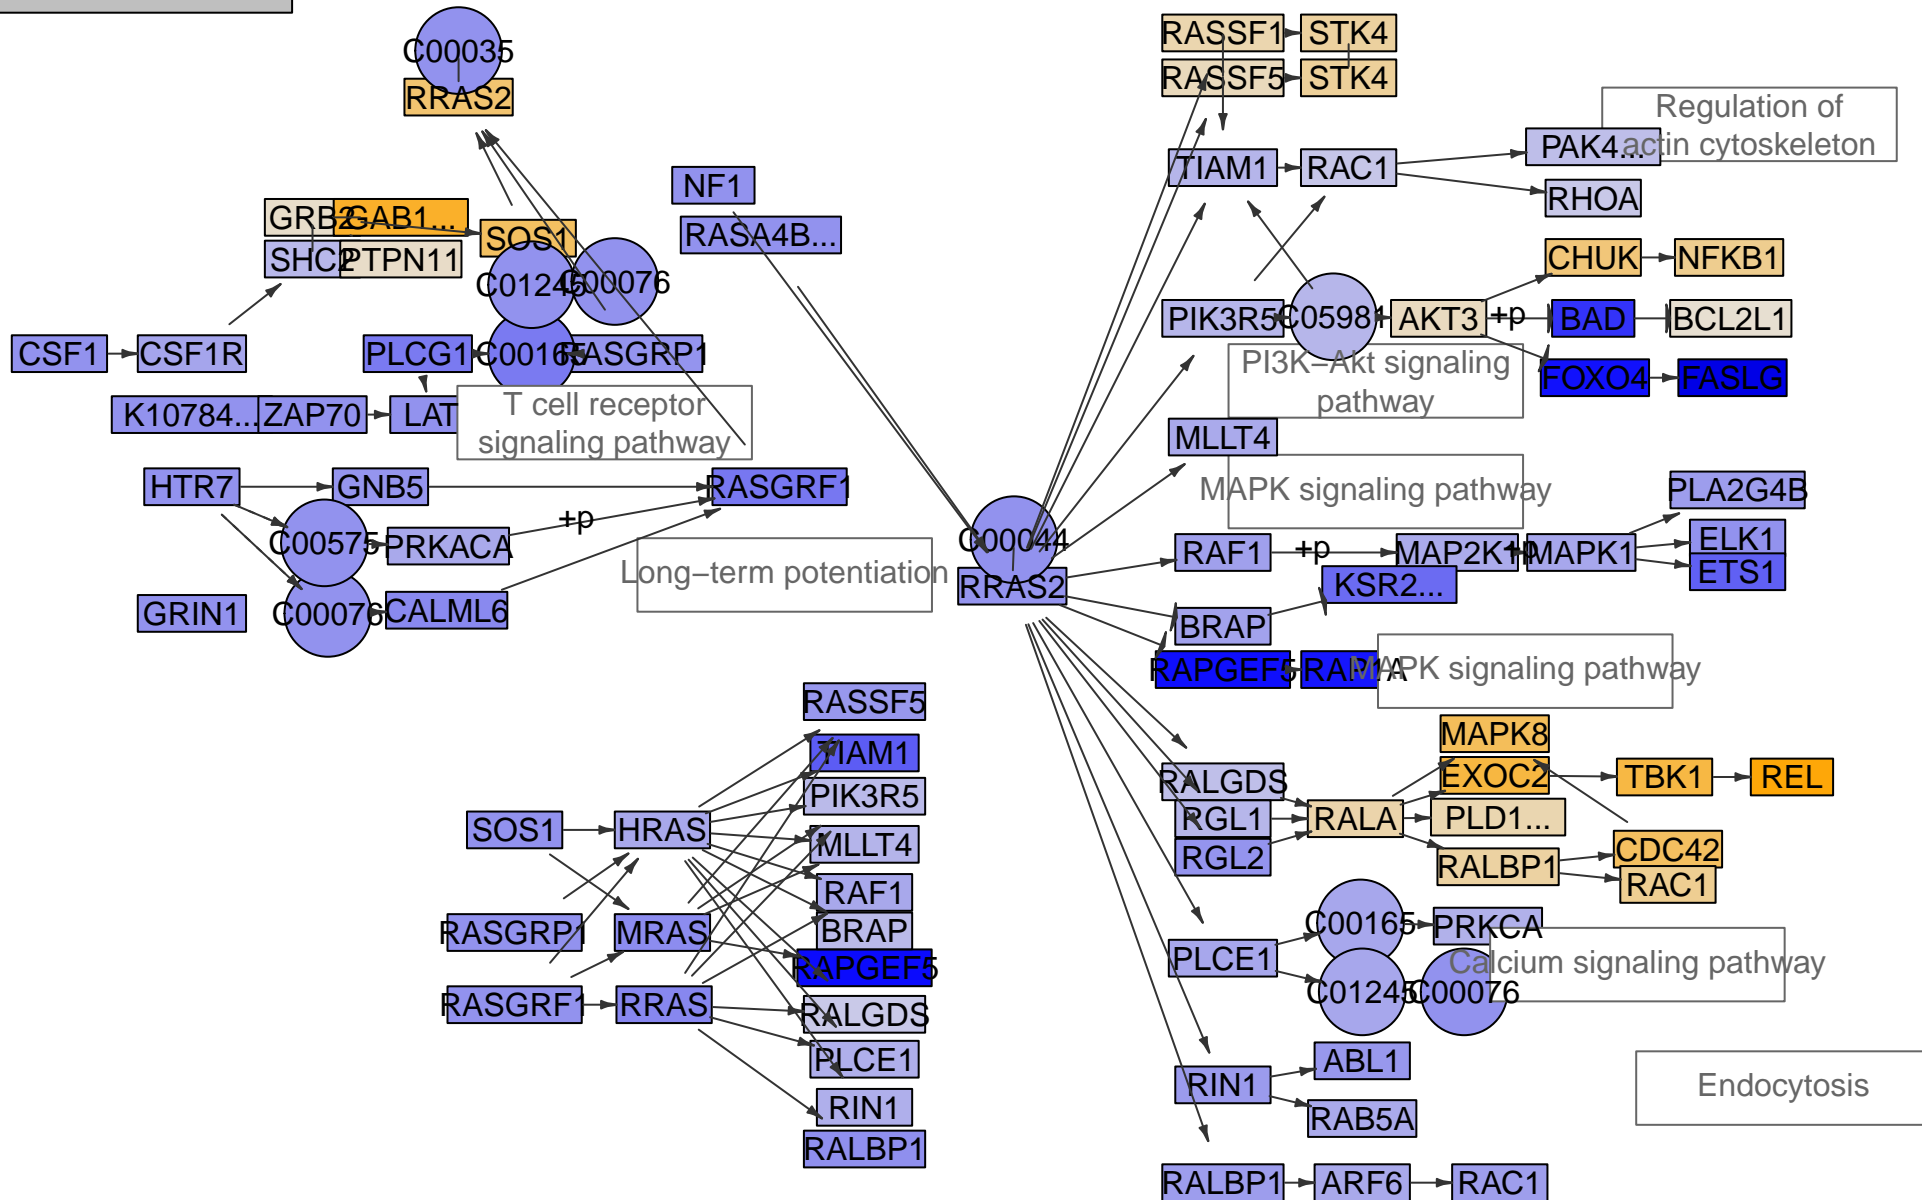 C00035
RRAS2
NF1
RASA4B...
GRB2
GAB1...
SOS1
SHC2
PTPN11
C01245
C00076
CSF1
CSF1R
PLCG1
C00165
RASGRP1
K10784...
ZAP70
LAT
T cell receptor
signaling pathway
HTR7
GNB5
RASGRF1
C00575
PRKACA
+p
GRIN1
C00076
CALML6
Long−term potentiation
C00044
RRAS2
RASSF1
STK4
RASSF5
STK4
Regulation of
actin cytoskeleton
TIAM1
RAC1
PAK4...
RHOA
CHUK
NFKB1
PIK3R5
C05981
AKT3
+p
BAD
BCL2L1
PI3K−Akt signaling
pathway
FOXO4
FASLG
MLLT4
MAPK signaling pathway
PLA2G4B
RAF1
+p
MAP2K1
+p
MAPK1
ELK1
ETS1
KSR2...
BRAP
RAPGEF5
RAP1A
MAPK signaling pathway
MAPK8
RALGDS
EXOC2
TBK1
REL
RGL1
RALA
PLD1...
RGL2
RALBP1
CDC42
RAC1
PLCE1
C00165
PRKCA
Calcium signaling pathway
C01245
C00076
RIN1
ABL1
RAB5A
Endocytosis
RALBP1
ARF6
RAC1
RASSF5
TIAM1
PIK3R5
SOS1
HRAS
MLLT4
RAF1
RASGRP1
MRAS
BRAP
RAPGEF5
RASGRF1
RRAS
RALGDS
PLCE1
RIN1
RALBP1